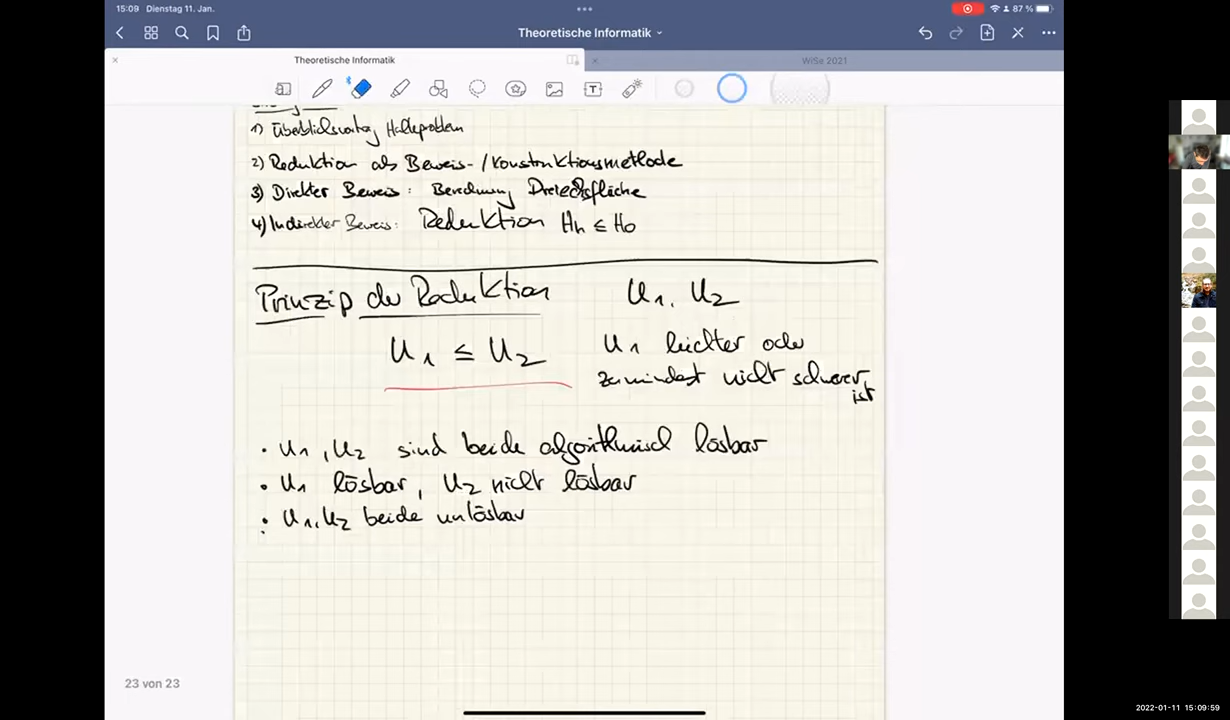 15:09 Dienstag 11. Jan.
87 %
Theoretische Informatik
Theoretische Informatik
WiSe 2021
1) Überblicksvortrag Halteproblem
2) Reduktion als Beweis-/Konstruktionsmethode
3) Direkter Beweis: Berechnung Dreiecksfläche
4) Indirekter Beweis: Reduktion Hh ≤ H0
Prinzip der Reduktion U1, U2
U1 ≤ U2
U1 leichter oder
zumindest nicht schwerer
ist
• U1, U2 sind beide algorithmisch lösbar
• U1 lösbar, U2 nicht lösbar
• U1, U2 beide unlösbar
23 von 23
2022-01-11 15:09:59